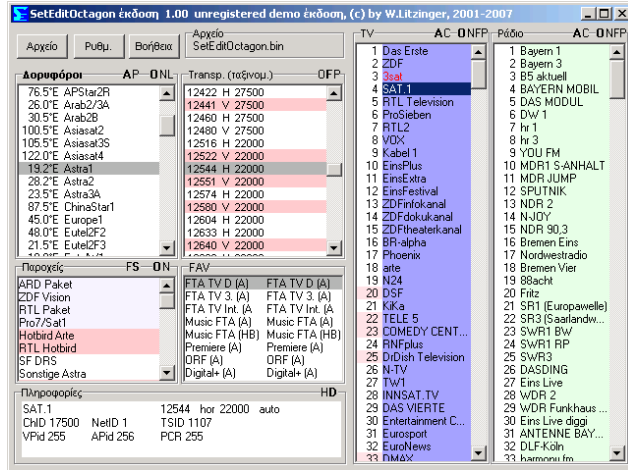 SetEditOctagon έκδοση 1.00 unregistered demo έκδοση, (c) by W.Litzinger, 2001-2007
Αρχείο
Ρυθμ.
Βοήθεια
Αρχείο
SetEditOctagon.bin
Δορυφόροι AP ONL
76.5°E APStar2R
26.0°E Arab2/3A
30.5°E Arab2B
100.5°E Asiasat2
105.5°E Asiasat3S
122.0°E Asiasat4
19.2°E Astra1
28.2°E Astra2
23.5°E Astra3A
87.5°E ChinaStar1
45.0°E Europe1
48.0°E Eutel2F2
21.5°E Eutel2F3
Transp. (ταξινομ.) OFP
12422 H 27500
12441 V 27500
12460 H 27500
12480 V 27500
12516 H 22000
12522 V 22000
12544 H 22000
12551 V 22000
12574 H 22000
12580 V 22000
12604 H 22000
12633 H 22000
12640 V 22000
Παροχείς FS ON
ARD Paket
ZDF Vision
RTL Paket
Pro7/Sat1
Hotbird Arte
RTL Hotbird
SF DRS
Sonstige Astra
FAV
FTA TV D (A) FTA TV D (A)
FTA TV 3. (A) FTA TV 3. (A)
FTA TV Int. (A FTA TV Int. (A
Music FTA (A) Music FTA (A)
Music FTA (HB) Music FTA (HB)
Premiere (A) Premiere (A)
ORF (A) ORF (A)
Digital+ (A) Digital+ (A)
Πληροφορίες HD
SAT.1 12544 hor 22000 auto
ChID 17500 NetID 1 TSID 1107
VPid 255 APid 256 PCR 255
TV AC ONFP
1 Das Erste
2 ZDF
3 3sat
4 SAT.1
5 RTL Television
6 ProSieben
7 RTL2
8 VOX
9 Kabel 1
10 EinsPlus
11 EinsExtra
12 EinsFestival
13 ZDFinfokanal
14 ZDFdokukanal
15 ZDFtheaterkanal
16 BR-alpha
17 Phoenix
18 arte
19 N24
20 DSF
21 KiKa
22 TELE 5
23 COMEDY CENT...
24 RNFplus
25 DrDish Television
26 N-TV
27 TW1
28 INNSAT.TV
29 DAS VIERTE
30 Entertainment C...
31 Eurosport
32 EuroNews
33 DMAX
Ράδιο AC ONFP
1 Bayern 1
2 Bayern 3
3 B5 aktuell
4 BAYERN MOBIL
5 DAS MODUL
6 DW 1
7 hr 1
8 hr 3
9 YOU FM
10 MDR1 S-ANHALT
11 MDR JUMP
12 SPUTNIK
13 NDR 2
14 N-JOY
15 NDR 90,3
16 Bremen Eins
17 Nordwestradio
18 Bremen Vier
19 88acht
20 Fritz
21 SR1 (Europawelle)
22 SR3 (Saarlandw...
23 SWR1 BW
24 SWR1 RP
25 SWR3
26 DASDING
27 Eins Live
28 WDR 2
29 WDR Funkhaus ...
30 Eins Live diggi
31 ANTENNE BAY...
32 DLF-Köln
33 harmony.fm